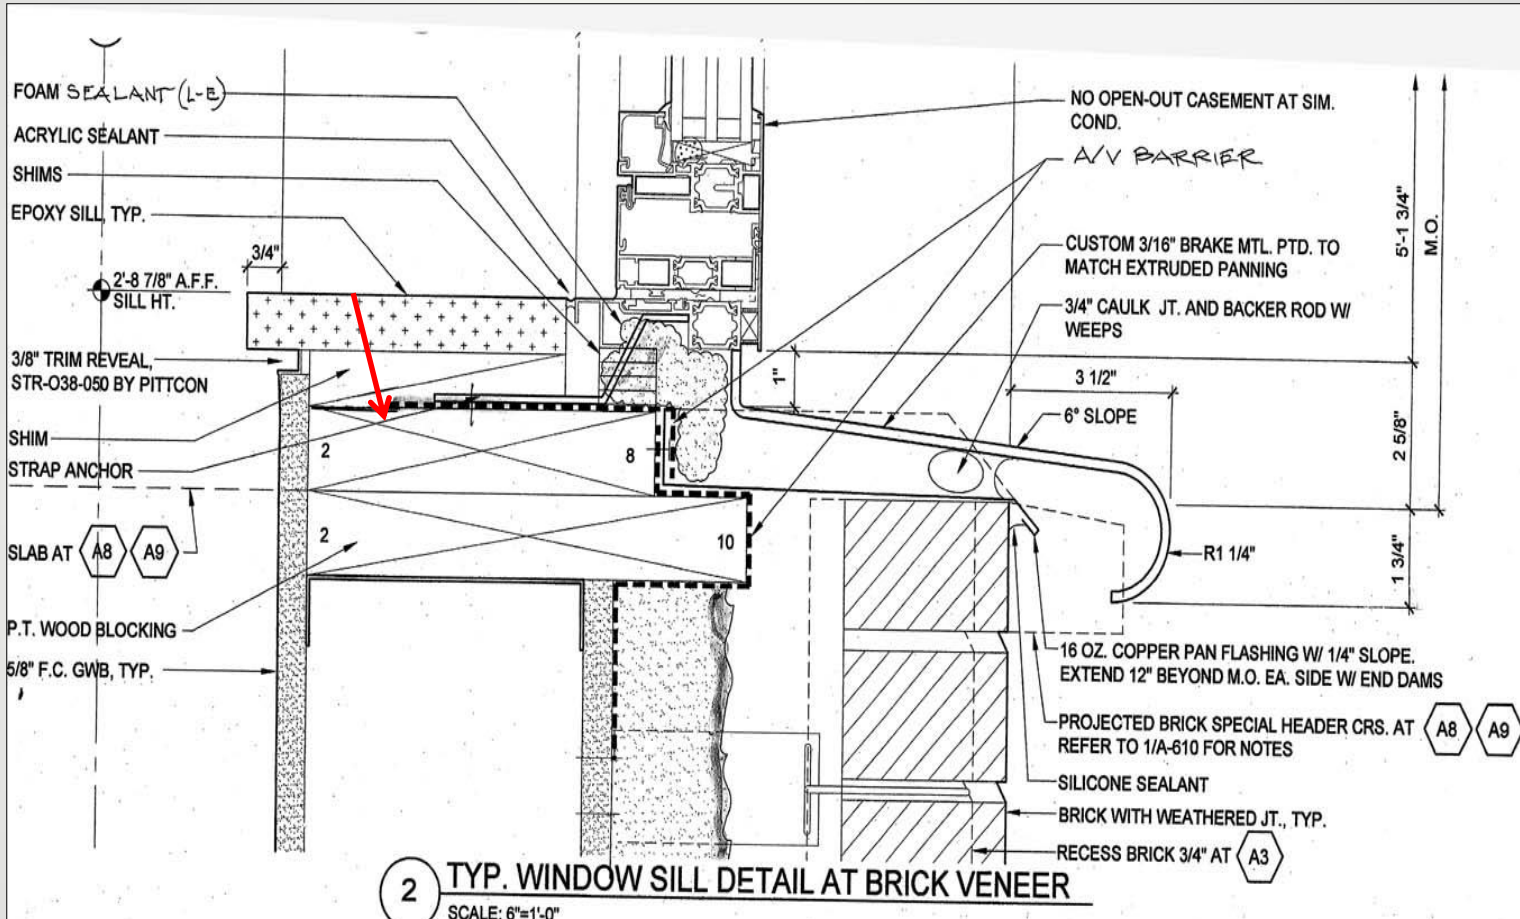 FOAM SEALANT (L-E)
ACRYLIC SEALANT
SHIMS
EPOXY SILL, TYP.
3/4"
2'-8 7/8" A.F.F.
SILL HT.
3/8" TRIM REVEAL,
STR-O38-050 BY PITTCON
SHIM
STRAP ANCHOR
SLAB AT A8 A9
P.T. WOOD BLOCKING
5/8" F.C. GWB, TYP.
2
8
2
10
NO OPEN-OUT CASEMENT AT SIM.
COND.
A/V BARRIER
CUSTOM 3/16" BRAKE MTL. PTD. TO
MATCH EXTRUDED PANNING
3/4" CAULK JT. AND BACKER ROD W/
WEEPS
1"
3 1/2"
6° SLOPE
5'-1 3/4"
M.O.
2 5/8"
1 3/4"
R1 1/4"
16 OZ. COPPER PAN FLASHING W/ 1/4" SLOPE.
EXTEND 12" BEYOND M.O. EA. SIDE W/ END DAMS
PROJECTED BRICK SPECIAL HEADER CRS. AT A8 A9
REFER TO 1/A-610 FOR NOTES
SILICONE SEALANT
BRICK WITH WEATHERED JT., TYP.
RECESS BRICK 3/4" AT A3
2 TYP. WINDOW SILL DETAIL AT BRICK VENEER
SCALE: 6"=1'-0"